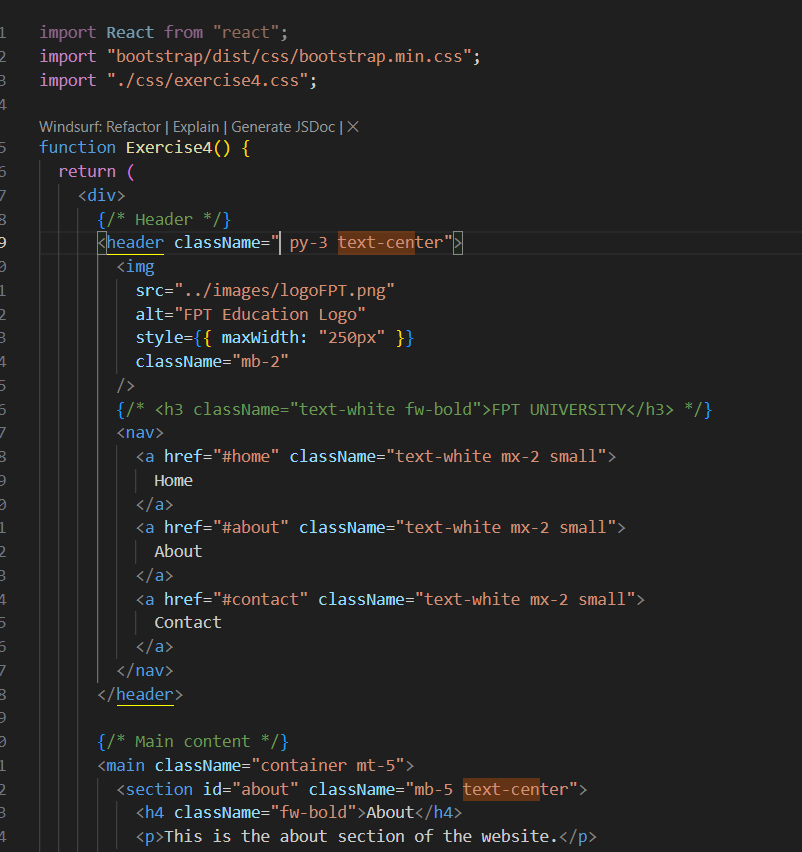 1 import React from "react";
2 import "bootstrap/dist/css/bootstrap.min.css";
3 import "./css/exercise4.css";
4
Windsurf: Refactor | Explain | Generate JSDoc | ×
5 function Exercise4() {
6 return (
7 <div>
8 {/* Header */}
9 <header className=" py-3 text-center">
0 <img
1 src="../images/logoFPT.png"
2 alt="FPT Education Logo"
3 style={{ maxWidth: "250px" }}
4 className="mb-2"
5 />
6 {/* <h3 className="text-white fw-bold">FPT UNIVERSITY</h3> */}
7 <nav>
8 <a href="#home" className="text-white mx-2 small">
9 Home
0 </a>
1 <a href="#about" className="text-white mx-2 small">
2 About
3 </a>
4 <a href="#contact" className="text-white mx-2 small">
5 Contact
6 </a>
7 </nav>
8 </header>
9
0 {/* Main content */}
1 <main className="container mt-5">
2 <section id="about" className="mb-5 text-center">
3 <h4 className="fw-bold">About</h4>
4 <p>This is the about section of the website.</p>